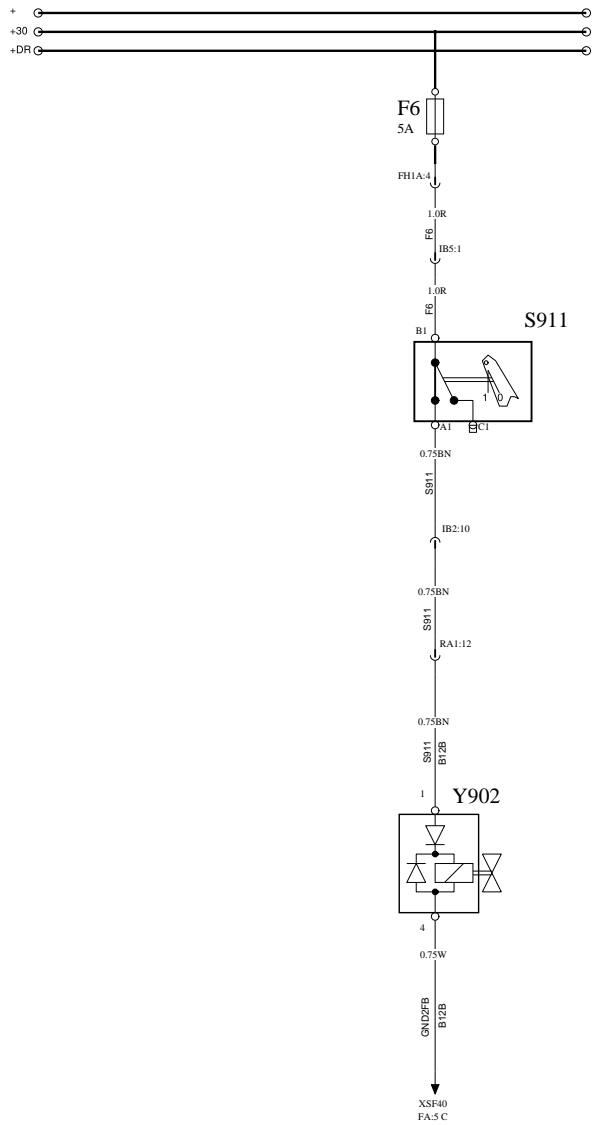 +
+30
+DR
F6
5A
FH1A:4
1.0R
F6
IB5:1
1.0R
F6
S911
B1
1 0
A1 C1
0.75BN
S911
IB2:10
0.75BN
S911
RA1:12
0.75BN
S911
B12B
1
Y902
4
0.75W
GND2FB
B12B
XSF40
FA:5 C